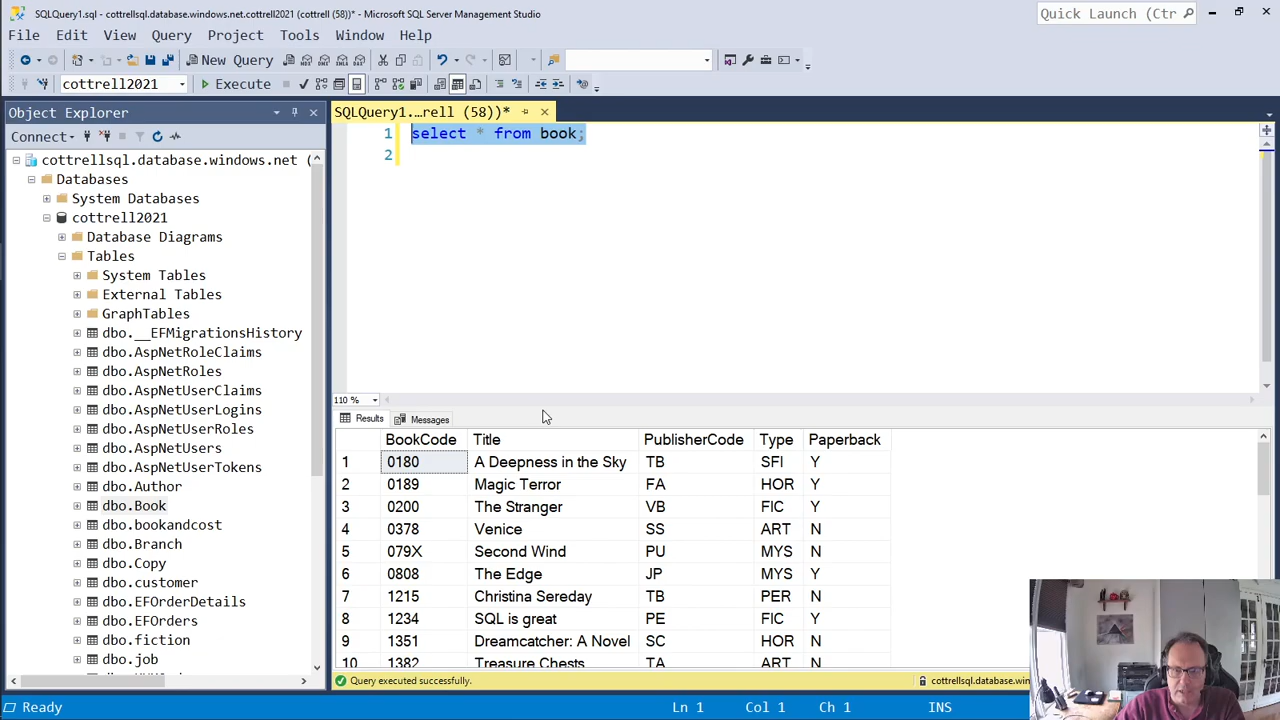 SQLQuery1.sql - cottrellsql.database.windows.net.cottrell2021 (cottrell (58))* - Microsoft SQL Server Management Studio
Quick Launch (Ctr
File Edit View Query Project Tools Window Help
New Query
cottrell2021 Execute
Object Explorer
SQLQuery1...rell (58))*
Connect
1 select * from book;
2
cottrellsql.database.windows.net (
Databases
System Databases
cottrell2021
Database Diagrams
Tables
System Tables
External Tables
GraphTables
dbo.__EFMigrationsHistory
dbo.AspNetRoleClaims
dbo.AspNetRoles
dbo.AspNetUserClaims
dbo.AspNetUserLogins
dbo.AspNetUserRoles
dbo.AspNetUsers
dbo.AspNetUserTokens
dbo.Author
dbo.Book
dbo.bookandcost
dbo.Branch
dbo.Copy
dbo.customer
dbo.EFOrderDetails
dbo.EFOrders
dbo.fiction
dbo.job
110 %
Results Messages
BookCode Title PublisherCode Type Paperback
1 0180 A Deepness in the Sky TB SFI Y
2 0189 Magic Terror FA HOR Y
3 0200 The Stranger VB FIC Y
4 0378 Venice SS ART N
5 079X Second Wind PU MYS N
6 0808 The Edge JP MYS Y
7 1215 Christina Sereday TB PER N
8 1234 SQL is great PE FIC Y
9 1351 Dreamcatcher: A Novel SC HOR N
10 1382 Treasure Chests TA ART N
Query executed successfully. cottrellsql.database.windows.net
Ready Ln 1 Col 1 Ch 1 INS